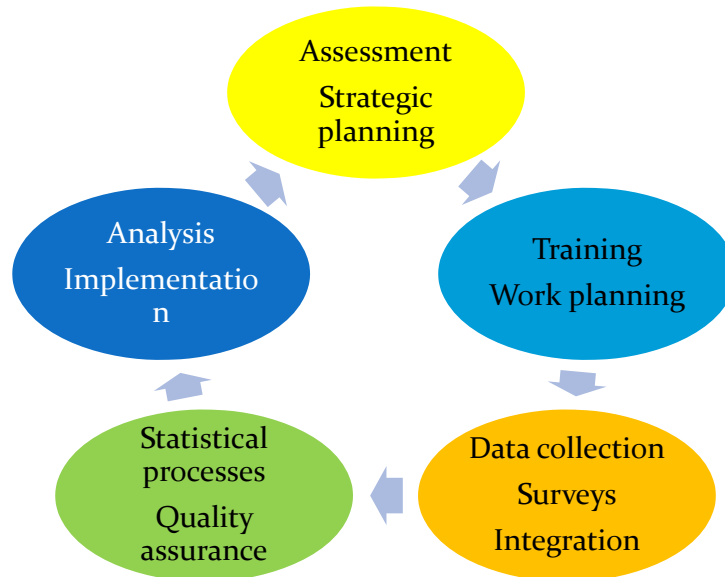 Assessment
Strategic
planning
Training
Work planning
Data collection
Surveys
Integration
Statistical
processes
Quality
assurance
Analysis
Implementatio
n